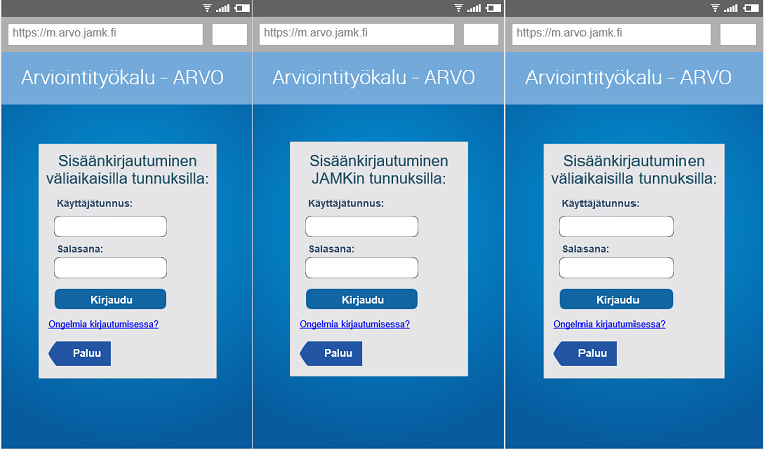 https://m.arvo.jamk.fi
Arviointityökalu - ARVO
Sisäänkirjautuminen
väliaikaisilla tunnuksilla:
Käyttäjätunnus:
Salasana:
Kirjaudu
Ongelmia kirjautumisessa?
Paluu
https://m.arvo.jamk.fi
Arviointityökalu - ARVO
Sisäänkirjautuminen
JAMKin tunnuksilla:
Käyttäjätunnus:
Salasana:
Kirjaudu
Ongelmia kirjautumisessa?
Paluu
https://m.arvo.jamk.fi
Arviointityökalu - ARVO
Sisäänkirjautuminen
väliaikaisilla tunnuksilla:
Käyttäjätunnus:
Salasana:
Kirjaudu
Ongelmia kirjautumisessa?
Paluu